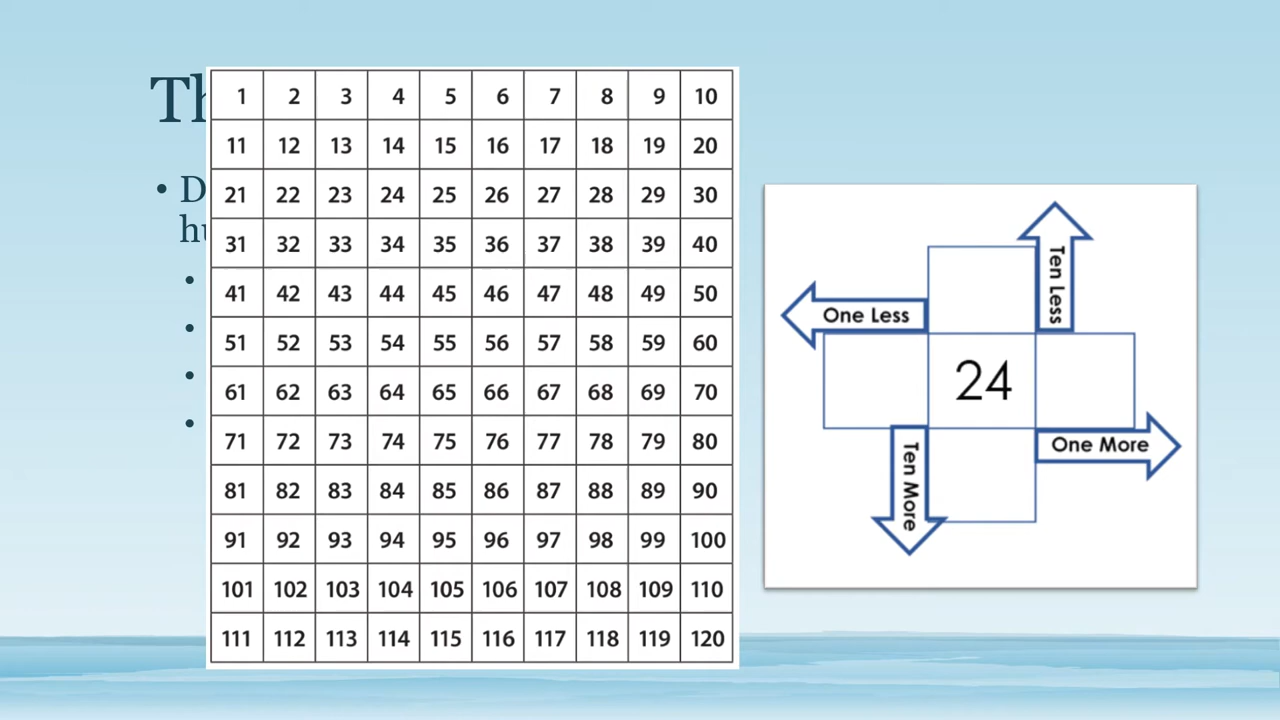 1 2 3 4 5 6 7 8 9 10
11 12 13 14 15 16 17 18 19 20
21 22 23 24 25 26 27 28 29 30
31 32 33 34 35 36 37 38 39 40
41 42 43 44 45 46 47 48 49 50
51 52 53 54 55 56 57 58 59 60
61 62 63 64 65 66 67 68 69 70
71 72 73 74 75 76 77 78 79 80
81 82 83 84 85 86 87 88 89 90
91 92 93 94 95 96 97 98 99 100
101 102 103 104 105 106 107 108 109 110
111 112 113 114 115 116 117 118 119 120
Ten Less
One Less
24
One More
Ten More